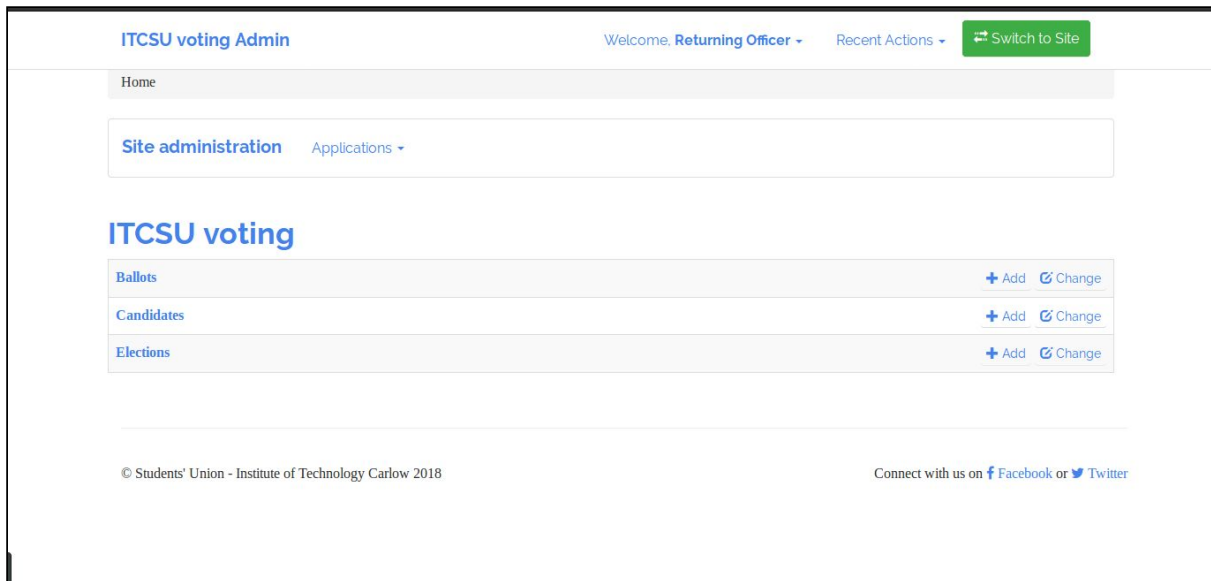 ITCSU voting Admin Welcome, Returning Officer Recent Actions Switch to Site
Home
Site administration Applications
ITCSU voting
Ballots Add Change
Candidates Add Change
Elections Add Change
© Students' Union - Institute of Technology Carlow 2018 Connect with us on Facebook or Twitter